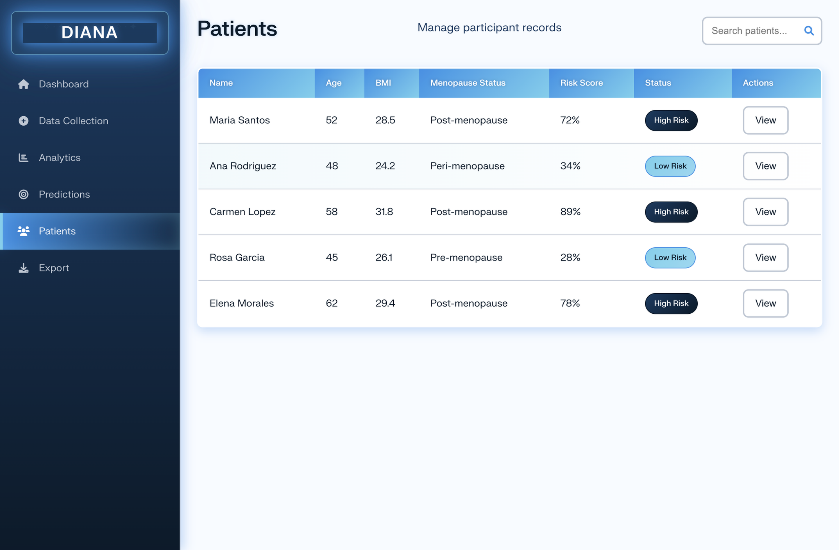 DIANA
Patients
Manage participant records
Search patients...
Dashboard
Data Collection
Analytics
Predictions
Patients
Export
Name Age BMI Menopause Status Risk Score Status Actions
Maria Santos 52 28.5 Post-menopause 72% High Risk View
Ana Rodriguez 48 24.2 Peri-menopause 34% Low Risk View
Carmen Lopez 58 31.8 Post-menopause 89% High Risk View
Rosa Garcia 45 26.1 Pre-menopause 28% Low Risk View
Elena Morales 62 29.4 Post-menopause 78% High Risk View